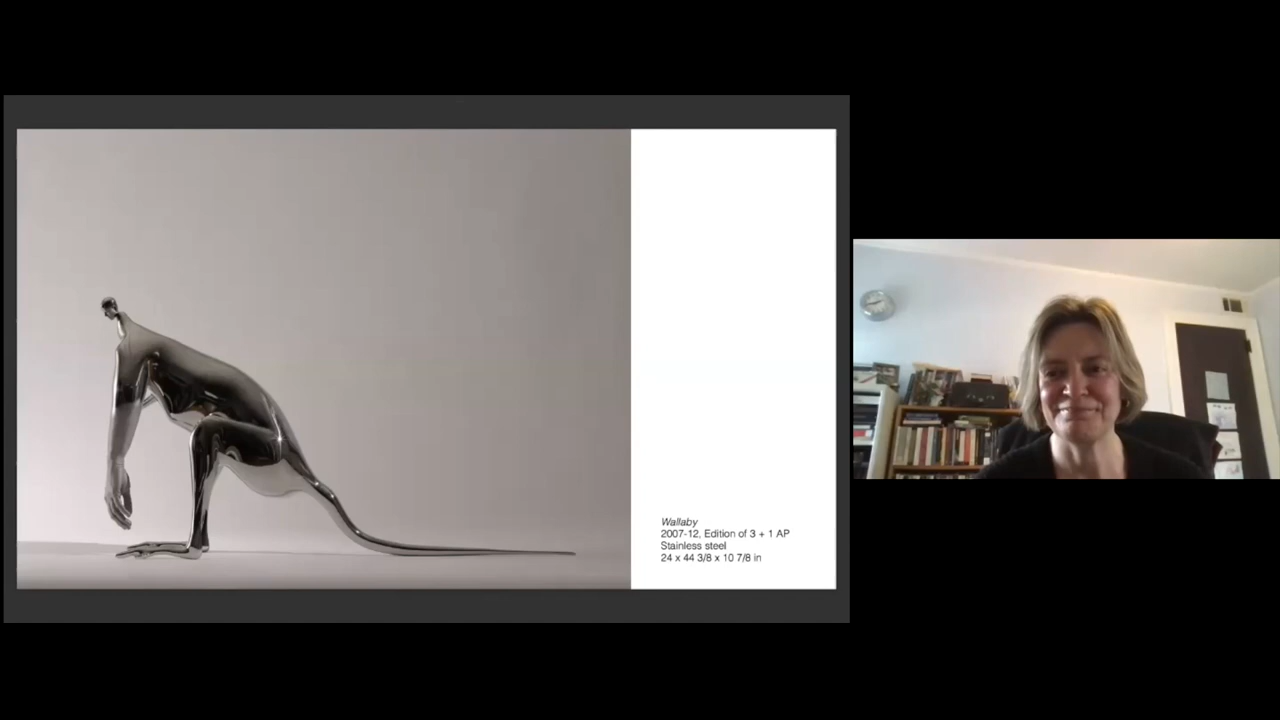 Wallaby
2007-12, Edition of 3 + 1 AP
Stainless steel
24 x 44 3/8 x 10 7/8 in